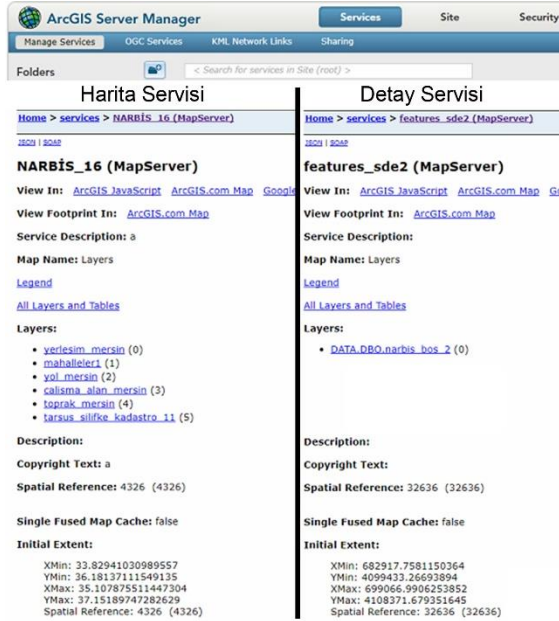 ArcGIS Server Manager
Services Site Security
Manage Services OGC Services KML Network Links Sharing
Folders < Search for services in Site (root) >
Harita Servisi
Home > services > NARBİS_16 (MapServer)
JSON | SOAP
NARBİS_16 (MapServer)
View In: ArcGIS JavaScript ArcGIS.com Map Google
View Footprint In: ArcGIS.com Map
Service Description: a
Map Name: Layers
Legend
All Layers and Tables
Layers:
yerlesim_mersin (0)
mahalleler1 (1)
yol_mersin (2)
calisma_alan_mersin (3)
toprak_mersin (4)
tarsus_silifke_kadastro_11 (5)
Description:
Copyright Text: a
Spatial Reference: 4326 (4326)
Single Fused Map Cache: false
Initial Extent:
XMin: 33.82941030989557
YMin: 36.18137111549135
XMax: 35.107875511447304
YMax: 37.15189747282629
Spatial Reference: 4326 (4326)
Detay Servisi
Home > services > features_sde2 (MapServer)
JSON | SOAP
features_sde2 (MapServer)
View In: ArcGIS JavaScript ArcGIS.com Map Go
View Footprint In: ArcGIS.com Map
Service Description:
Map Name: Layers
Legend
All Layers and Tables
Layers:
DATA.DBO.narbis_bos_2 (0)
Description:
Copyright Text:
Spatial Reference: 32636 (32636)
Single Fused Map Cache: false
Initial Extent:
XMin: 682917.7581150364
YMin: 4099433.26693894
XMax: 699066.9906253852
YMax: 4108371.679351645
Spatial Reference: 32636 (32636)